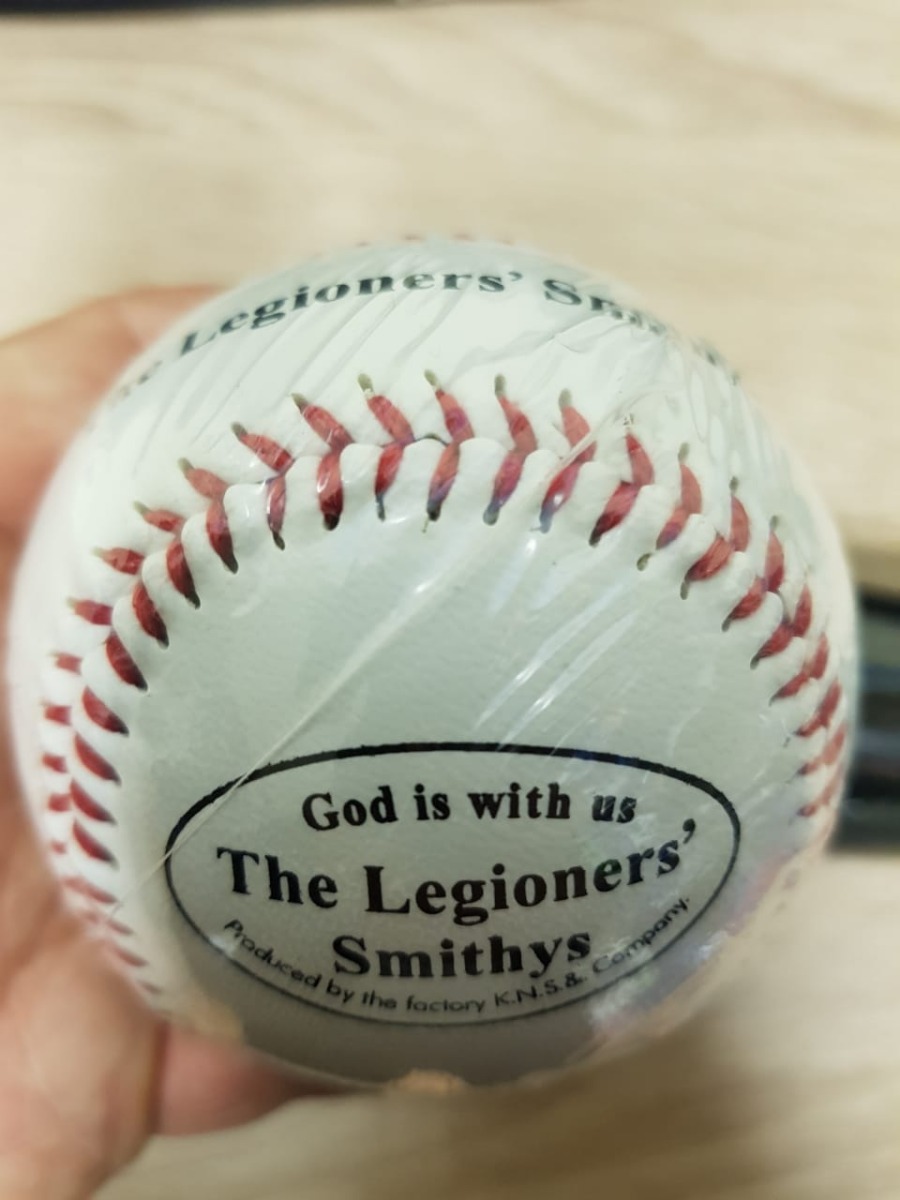 Legioners'
God is with us
The Legioners'
Smithys
Produced by the factory K.N.S.&. Company.